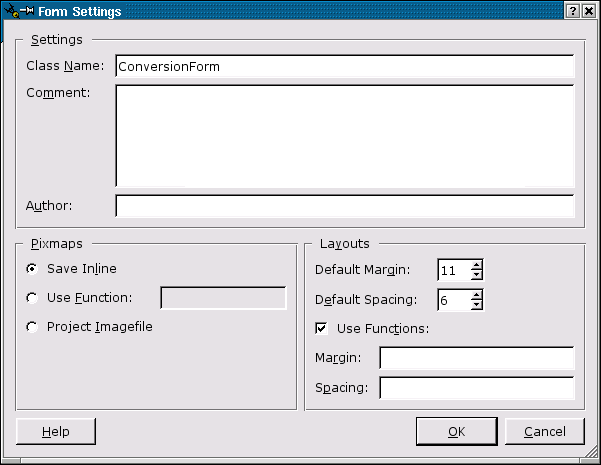 Form Settings
Settings
Class Name: ConversionForm
Comment:
Author:
Pixmaps
Save Inline
Use Function:
Project Imagefile
Layouts
Default Margin: 11
Default Spacing: 6
Use Functions:
Margin:
Spacing:
Help OK Cancel